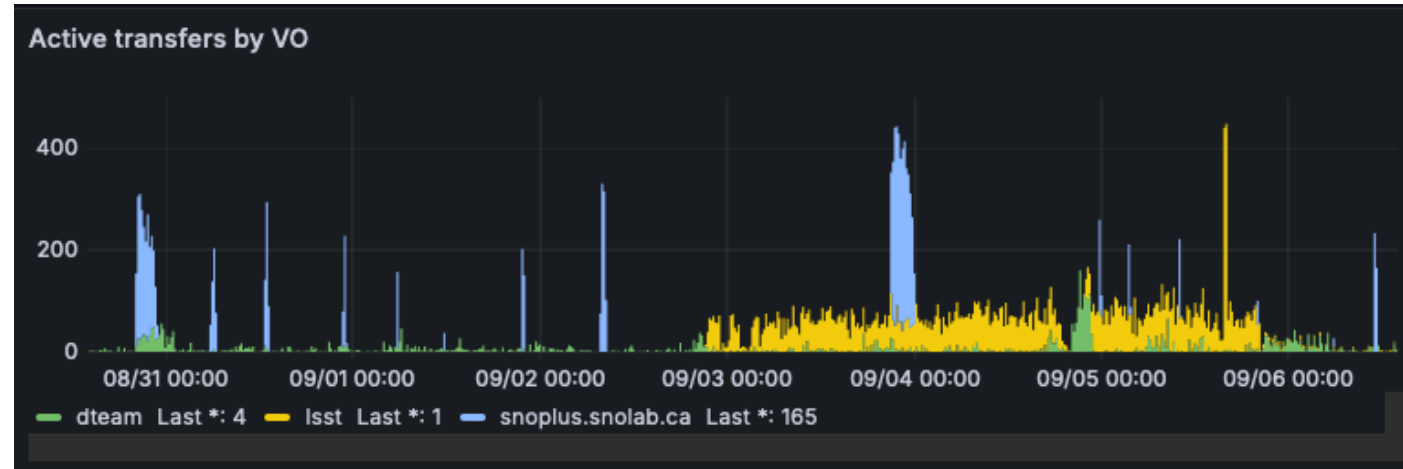 Active transfers by VO
400
200
0
08/31 00:00 09/01 00:00 09/02 00:00 09/03 00:00 09/04 00:00 09/05 00:00 09/06 00:00
dteam Last *: 4 lsst Last *: 1 snoplus.snolab.ca Last *: 165